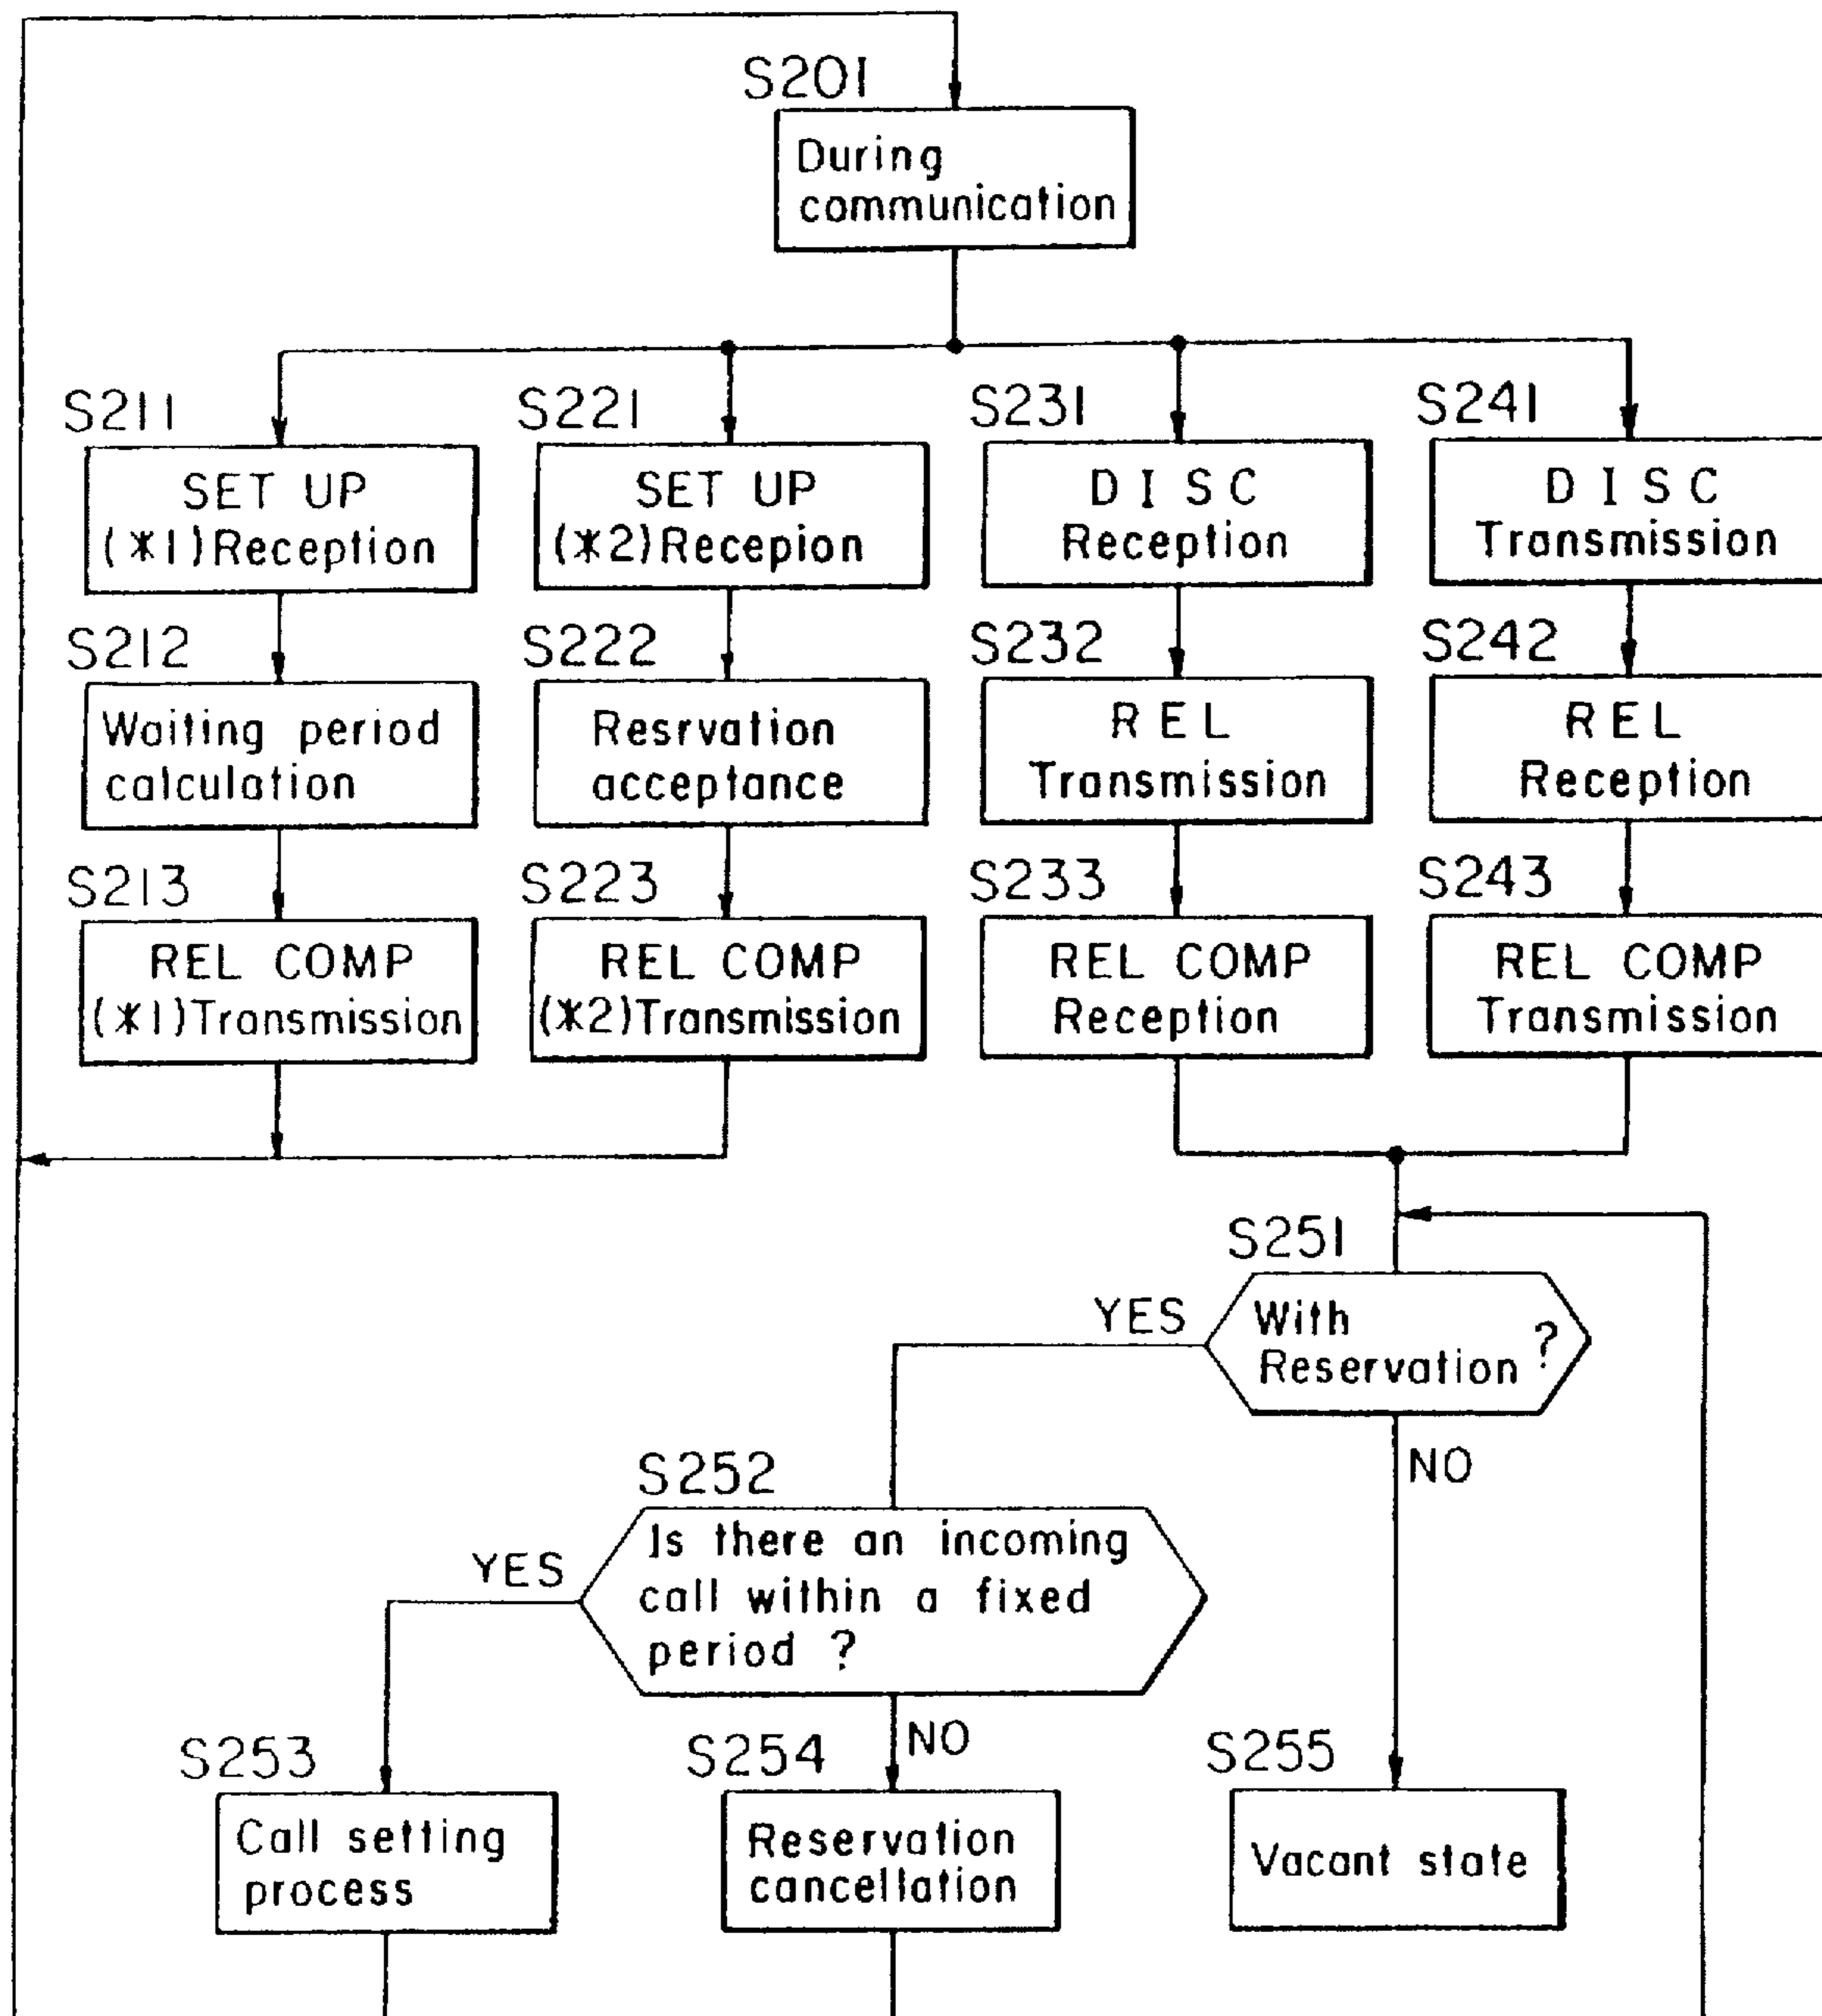 S201
During
communication
S211
SET UP
(*1)Reception
S221
SET UP
(*2)Recepion
S231
DISC
Reception
S241
DISC
Transmission
S212
Waiting period
calculation
S222
Resrvation
acceptance
S232
REL
Transmission
S242
REL
Reception
S213
REL COMP
(*1)Transmission
S223
REL COMP
(*2)Transmission
S233
REL COMP
Reception
S243
REL COMP
Transmission
S251
With
Reservation ?
YES
NO
S252
Is there an incoming
call within a fixed
period ?
YES
NO
S253
Call setting
process
S254
Reservation
cancellation
S255
Vacant state